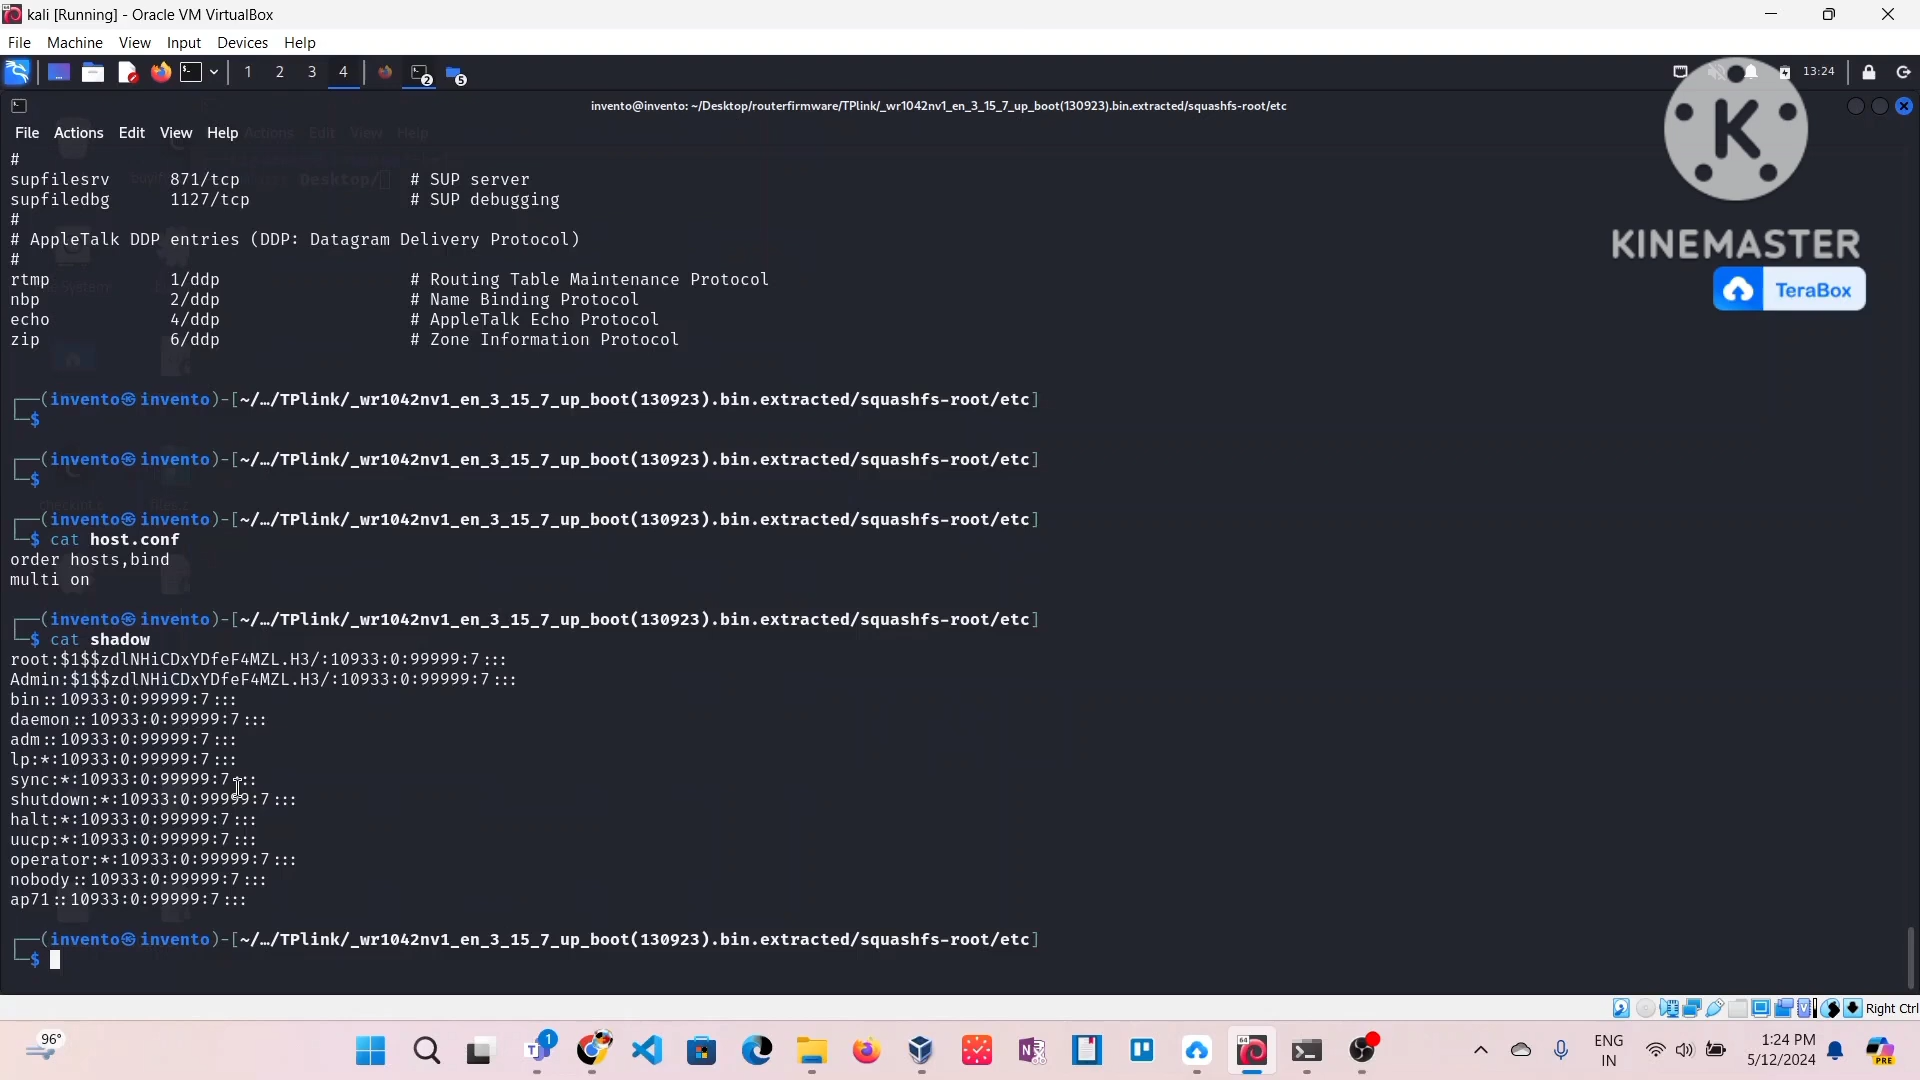 kali [Running] - Oracle VM VirtualBox
File Machine View Input Devices Help
1 2 3 4 2 5 13:24
invento@invento: ~/Desktop/routerfirmware/TPlink/_wr1042nv1_en_3_15_7_up_boot(130923).bin.extracted/squashfs-root/etc
File Actions Edit View Help
#
supfilesrv 871/tcp # SUP server
supfiledbg 1127/tcp # SUP debugging
#
# AppleTalk DDP entries (DDP: Datagram Delivery Protocol)
#
rtmp 1/ddp # Routing Table Maintenance Protocol
nbp 2/ddp # Name Binding Protocol
echo 4/ddp # AppleTalk Echo Protocol
zip 6/ddp # Zone Information Protocol
KINEMASTER
TeraBox
┌──(invento㉿invento)-[~/…/TPlink/_wr1042nv1_en_3_15_7_up_boot(130923).bin.extracted/squashfs-root/etc]
└─$
┌──(invento㉿invento)-[~/…/TPlink/_wr1042nv1_en_3_15_7_up_boot(130923).bin.extracted/squashfs-root/etc]
└─$
┌──(invento㉿invento)-[~/…/TPlink/_wr1042nv1_en_3_15_7_up_boot(130923).bin.extracted/squashfs-root/etc]
└─$ cat host.conf
order hosts,bind
multi on
┌──(invento㉿invento)-[~/…/TPlink/_wr1042nv1_en_3_15_7_up_boot(130923).bin.extracted/squashfs-root/etc]
└─$ cat shadow
root:$1$$zdlNHiCDxYDfeF4MZL.H3/:10933:0:99999:7:::
Admin:$1$$zdlNHiCDxYDfeF4MZL.H3/:10933:0:99999:7:::
bin::10933:0:99999:7:::
daemon::10933:0:99999:7:::
adm::10933:0:99999:7:::
lp:*:10933:0:99999:7:::
sync:*:10933:0:99999:7:::
shutdown:*:10933:0:99999:7:::
halt:*:10933:0:99999:7:::
uucp:*:10933:0:99999:7:::
operator:*:10933:0:99999:7:::
nobody::10933:0:99999:7:::
ap71::10933:0:99999:7:::
┌──(invento㉿invento)-[~/…/TPlink/_wr1042nv1_en_3_15_7_up_boot(130923).bin.extracted/squashfs-root/etc]
└─$
Right Ctrl
96°
ENG
IN
1:24 PM
5/12/2024